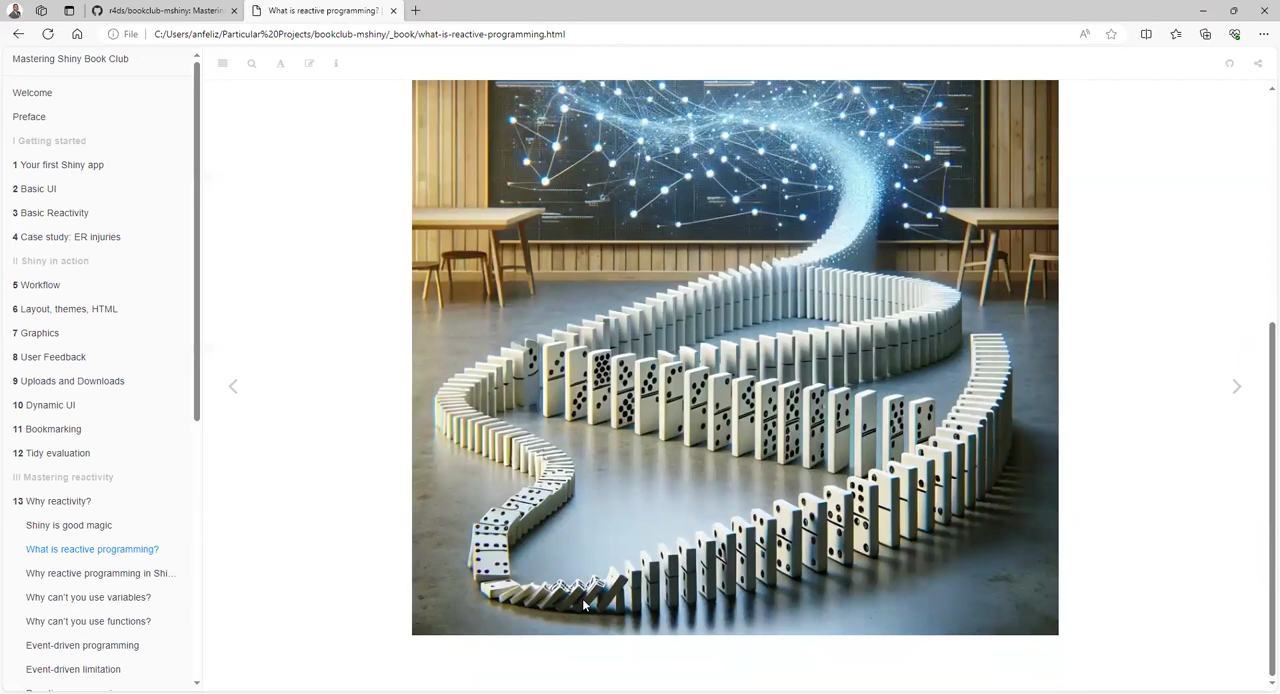 r4ds/bookclub-mshiny: Masterin
What is reactive programming? |
File
C:/Users/anfeliz/Particular%20Projects/bookclub-mshiny/_book/what-is-reactive-programming.html
Mastering Shiny Book Club
Welcome
Preface
I Getting started
1 Your first Shiny app
2 Basic UI
3 Basic Reactivity
4 Case study: ER injuries
II Shiny in action
5 Workflow
6 Layout, themes, HTML
7 Graphics
8 User Feedback
9 Uploads and Downloads
10 Dynamic UI
11 Bookmarking
12 Tidy evaluation
III Mastering reactivity
13 Why reactivity?
Shiny is good magic
What is reactive programming?
Why reactive programming in Shi…
Why can't you use variables?
Why can't you use functions?
Event-driven programming
Event-driven limitation